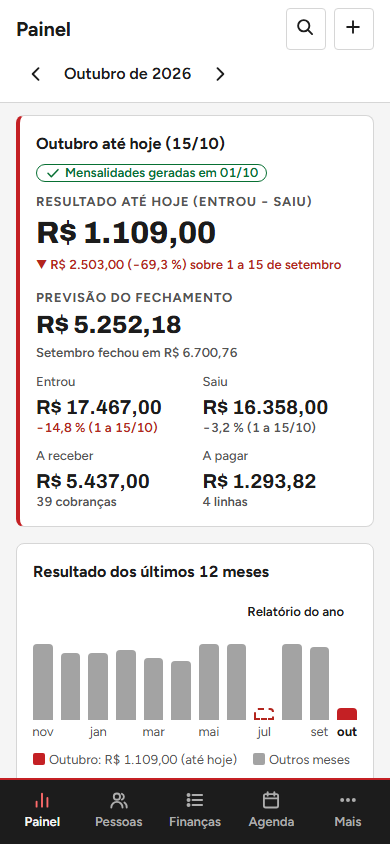 Painel
Outubro de 2026
Outubro até hoje (15/10)
Mensalidades geradas em 01/10
RESULTADO ATÉ HOJE (ENTROU − SAIU)
R$ 1.109,00
▼ R$ 2.503,00 (−69,3 %) sobre 1 a 15 de setembro
PREVISÃO DO FECHAMENTO
R$ 5.252,18
Setembro fechou em R$ 6.700,76
Entrou Saiu
R$ 17.467,00 R$ 16.358,00
−14,8 % (1 a 15/10) −3,2 % (1 a 15/10)
A receber A pagar
R$ 5.437,00 R$ 1.293,82
39 cobranças 4 linhas
Resultado dos últimos 12 meses
Relatório do ano
nov jan mar mai jul set out
Outubro: R$ 1.109,00 (até hoje) Outros meses
Painel Pessoas Finanças Agenda Mais